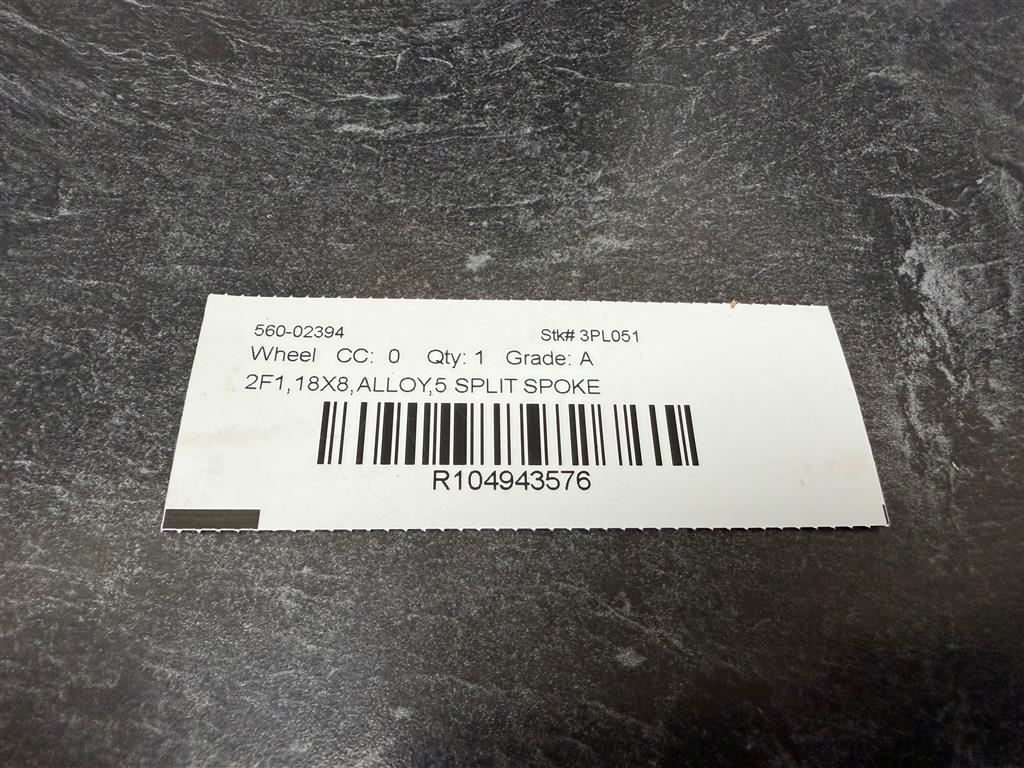 560-02394 Stk# 3PL051
Wheel CC: 0 Qty: 1 Grade: A
2F1,18X8,ALLOY,5 SPLIT SPOKE
R104943576